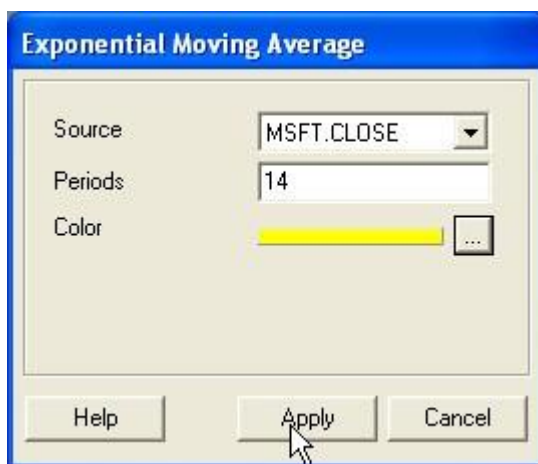 Exponential Moving Average
Source MSFT.CLOSE
Periods 14
Color ...
Help Apply Cancel